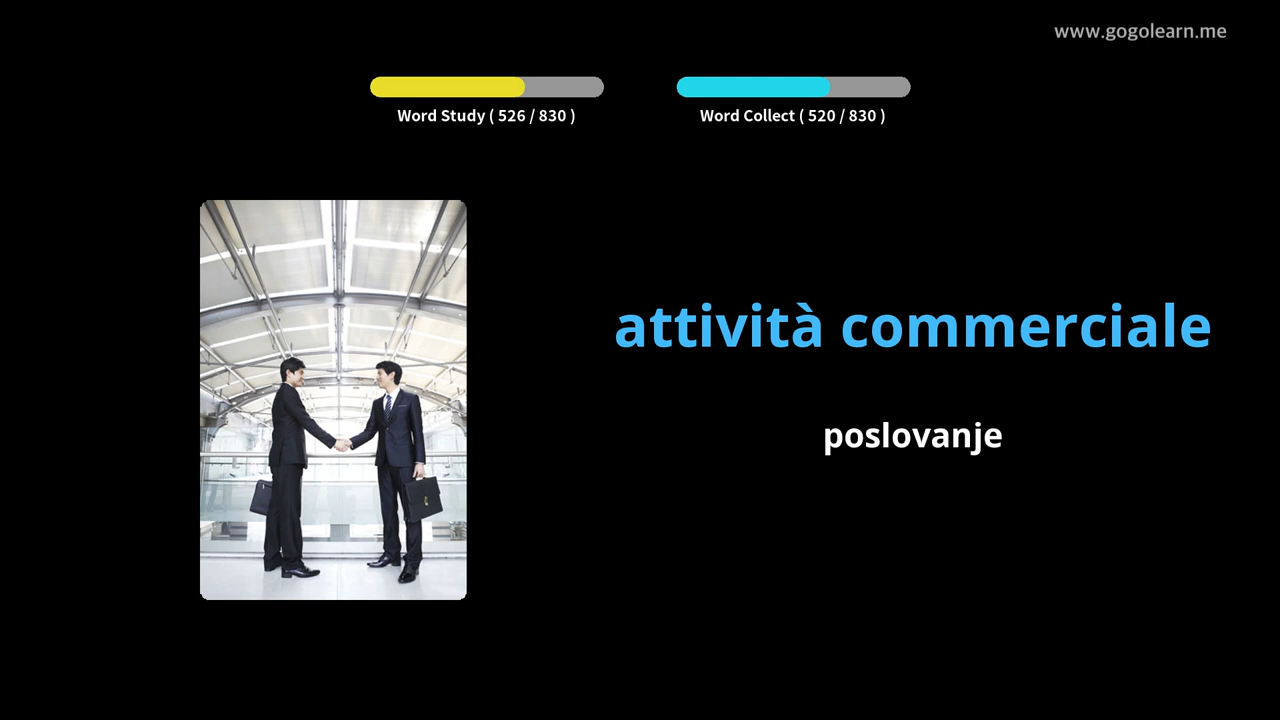 www.gogolearn.me
Word Study ( 526 / 830 )
Word Collect ( 520 / 830 )
attività commerciale
poslovanje